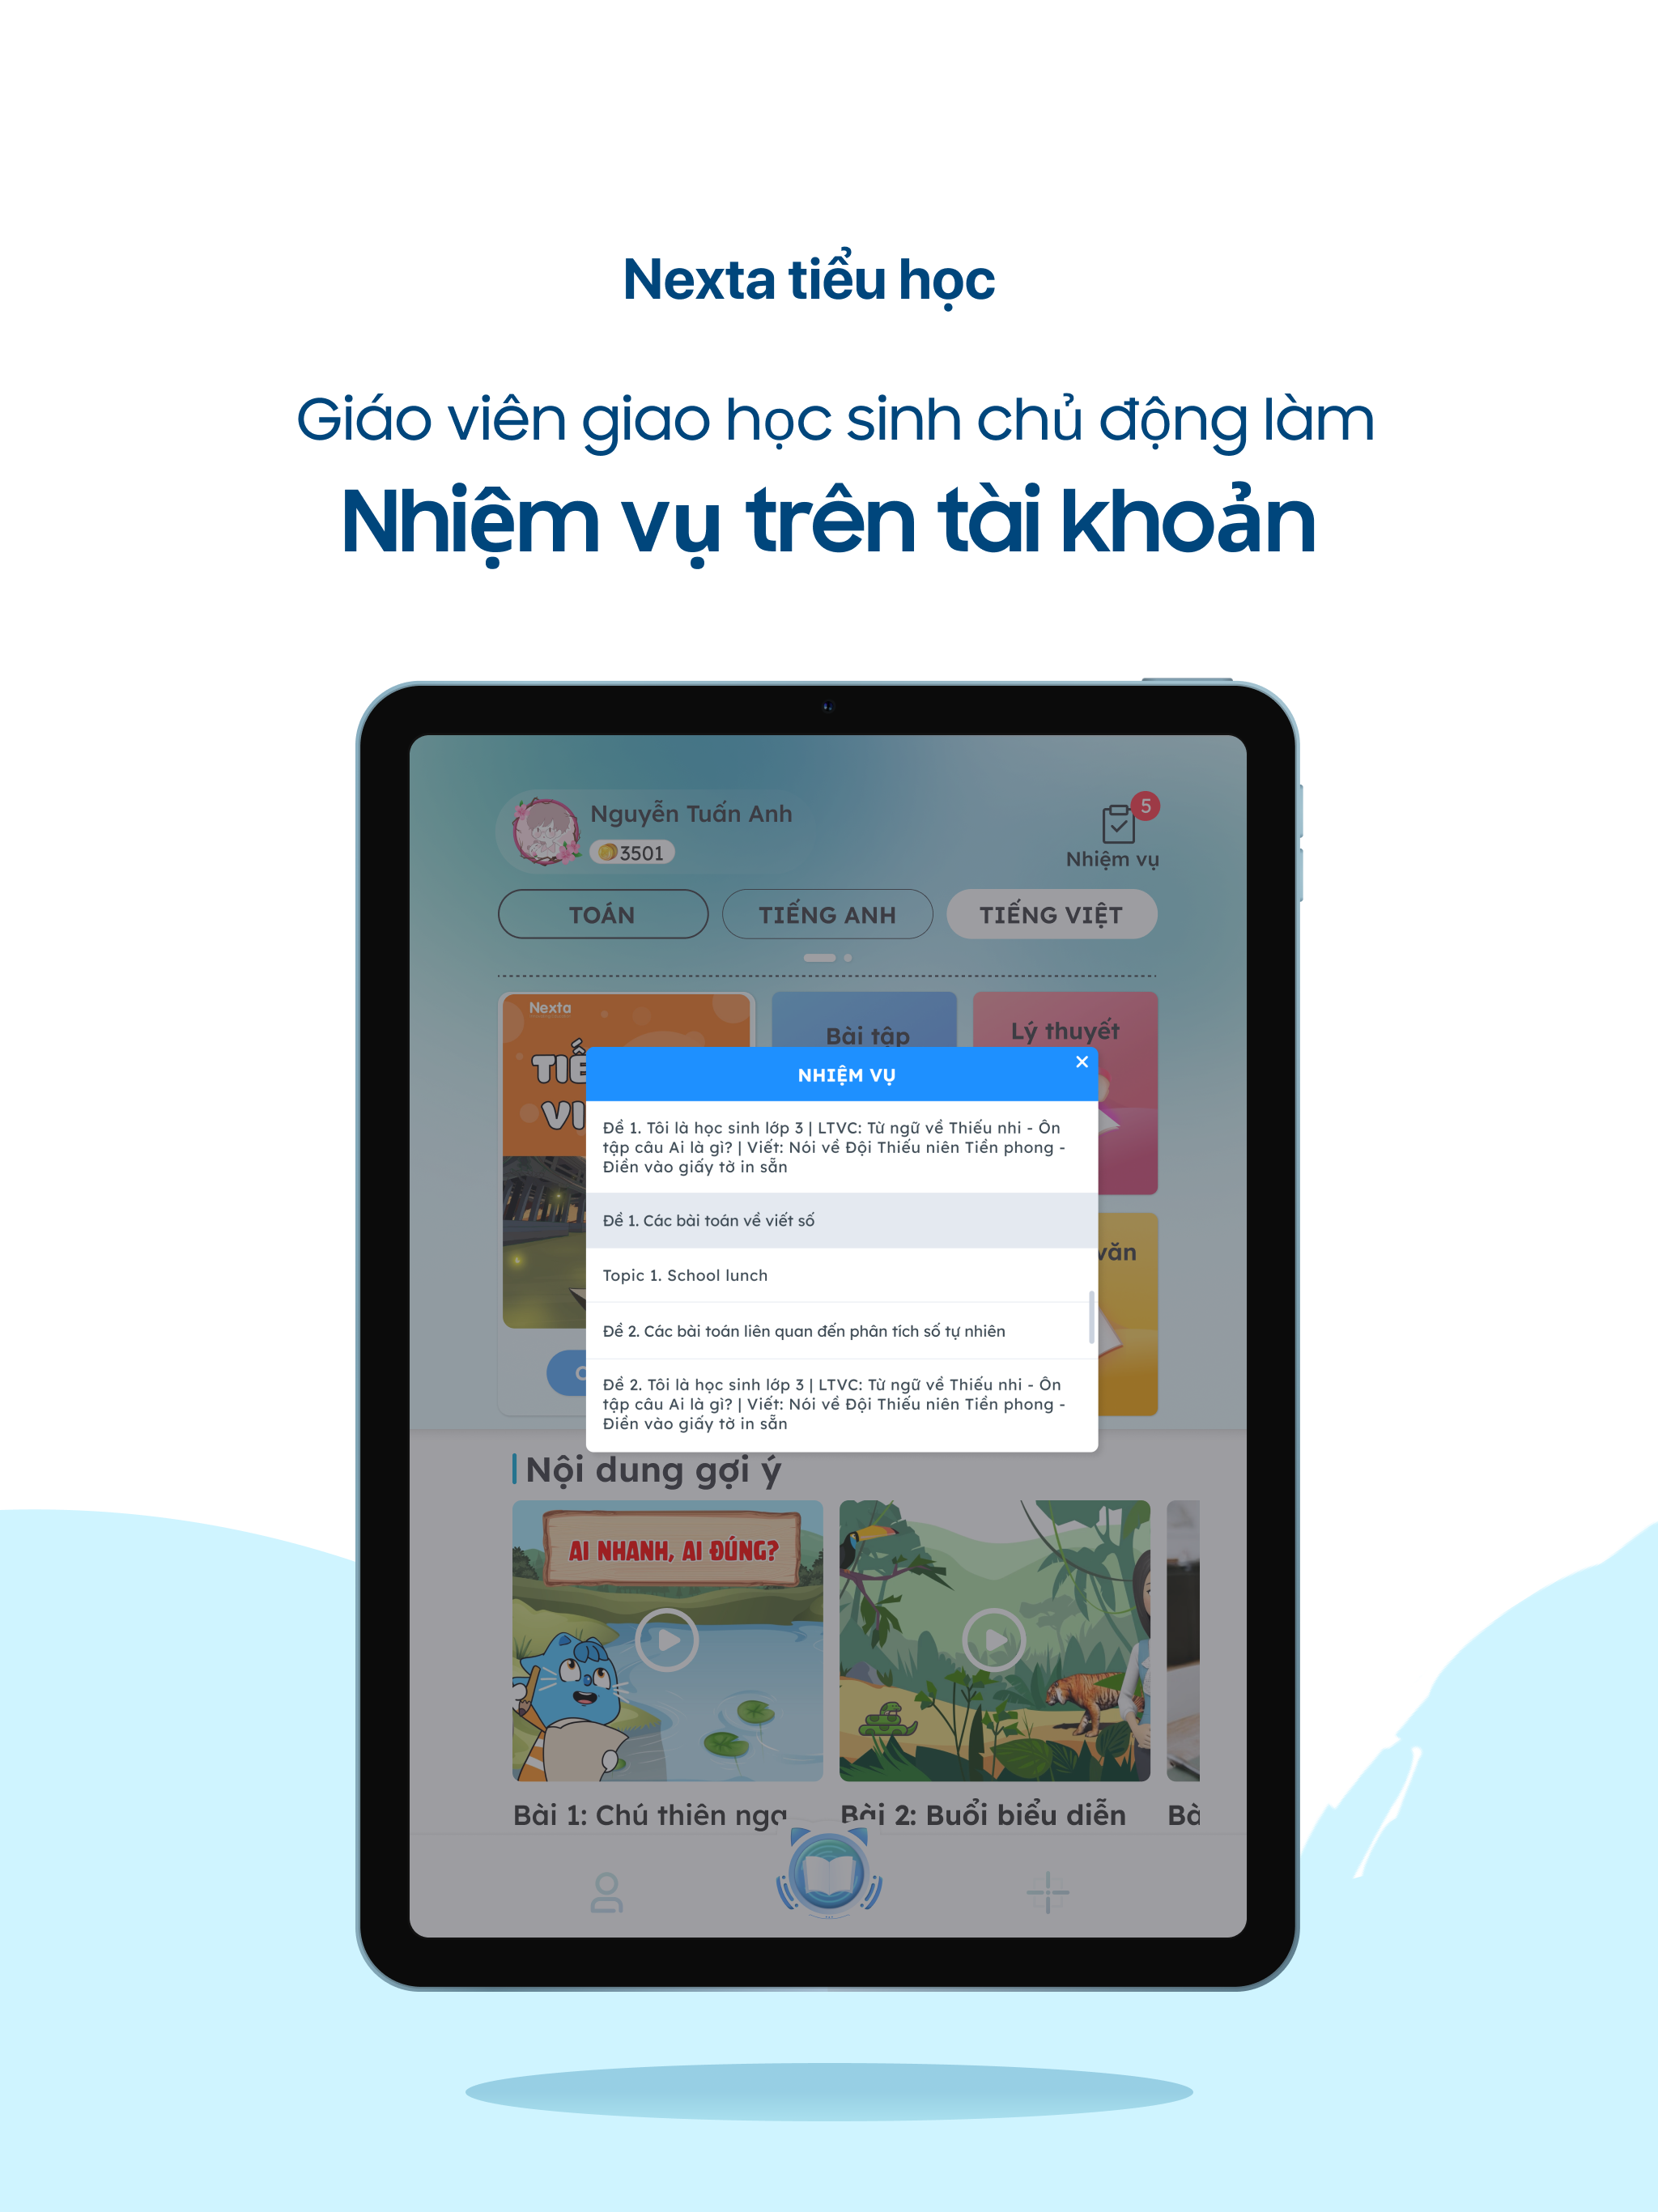 Nexta tiểu học
Giáo viên giao học sinh chủ động làm
Nhiệm vụ trên tài khoản
Nguyễn Tuấn Anh
3501
5
Nhiệm vụ
TOÁN
TIẾNG ANH
TIẾNG VIỆT
Nexta
Bài tập
Lý thuyết
văn
NHIỆM VỤ
Đề 1. Tôi là học sinh lớp 3 | LTVC: Từ ngữ về Thiếu nhi - Ôn
tập câu Ai là gì? | Viết: Nói về Đội Thiếu niên Tiền phong -
Điền vào giấy tờ in sẵn
Đề 1. Các bài toán về viết số
Topic 1. School lunch
Đề 2. Các bài toán liên quan đến phân tích số tự nhiên
Đề 2. Tôi là học sinh lớp 3 | LTVC: Từ ngữ về Thiếu nhi - Ôn
tập câu Ai là gì? | Viết: Nói về Đội Thiếu niên Tiền phong -
Điền vào giấy tờ in sẵn
Nội dung gợi ý
AI NHANH, AI ĐÚNG?
Bài 1: Chú thiên nga
Bài 2: Buổi biểu diễn